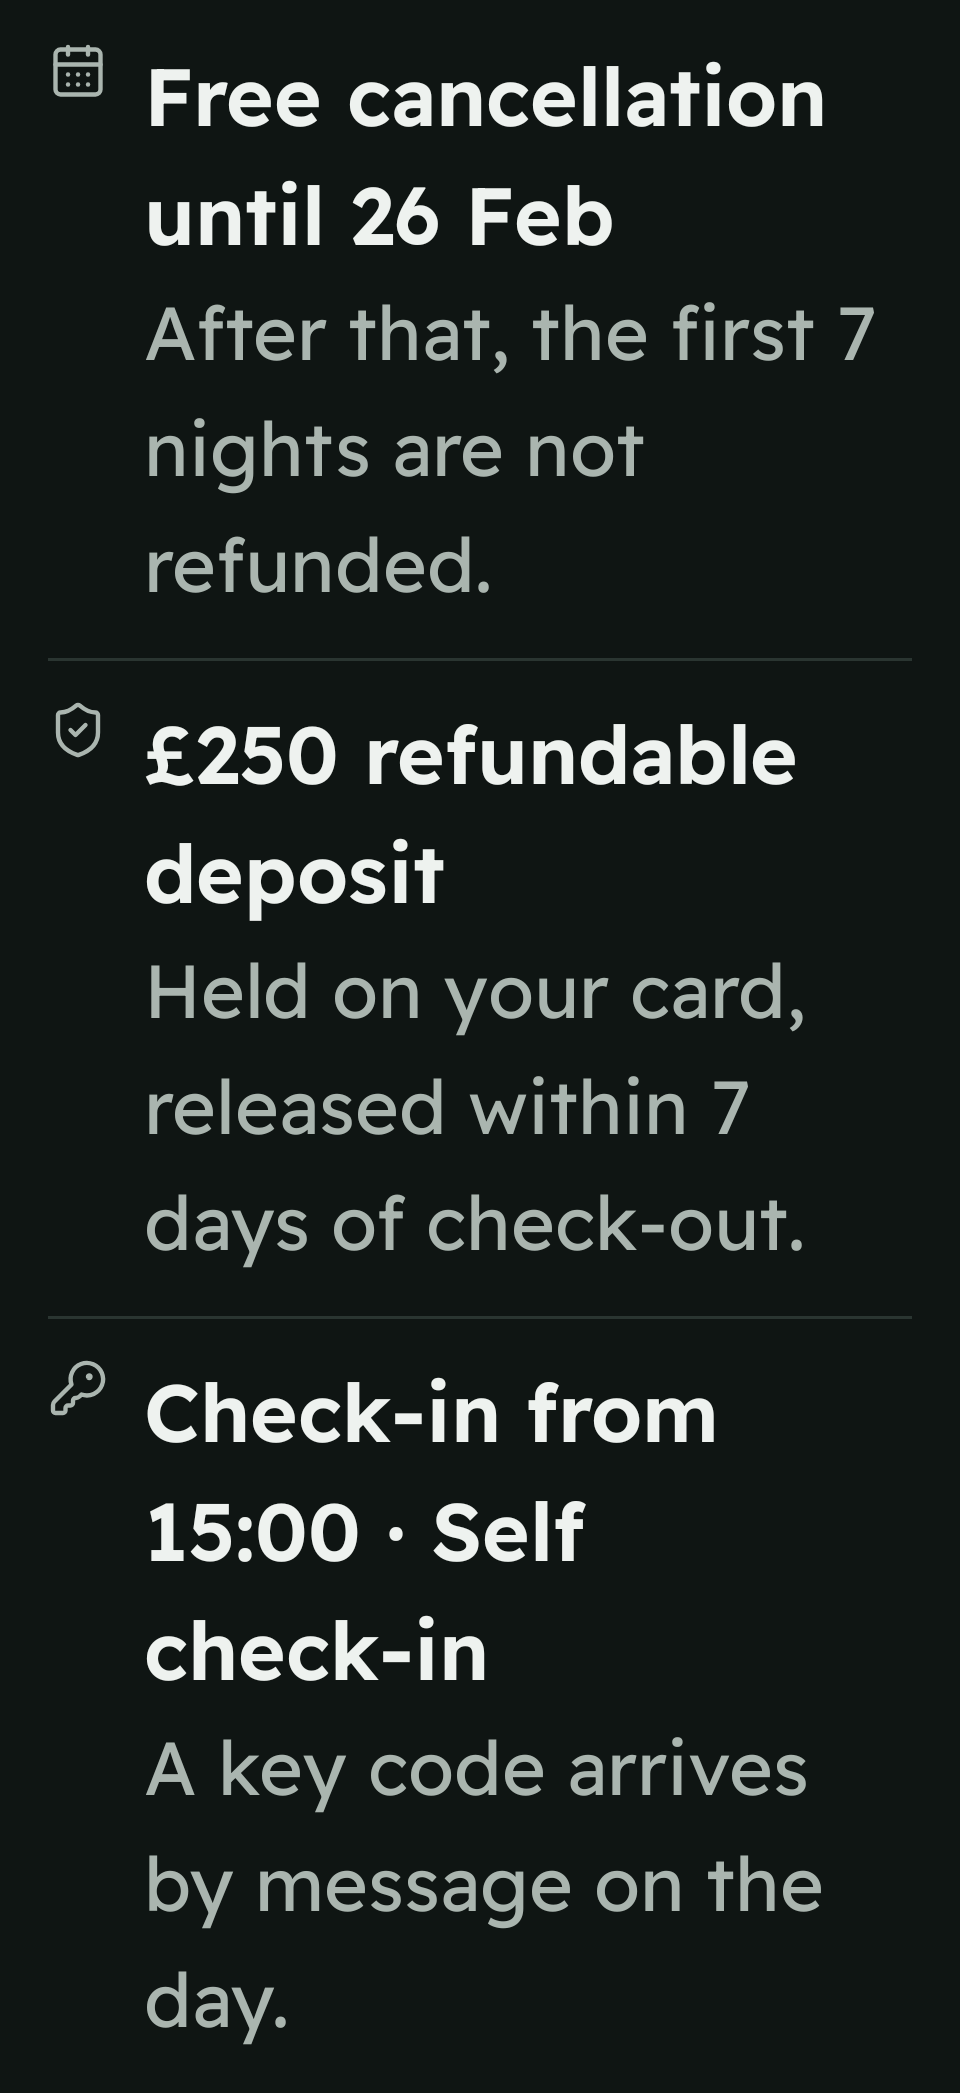 Free cancellation
until 26 Feb
After that, the first 7
nights are not
refunded.
£250 refundable
deposit
Held on your card,
released within 7
days of check-out.
Check-in from
15:00 · Self
check-in
A key code arrives
by message on the
day.